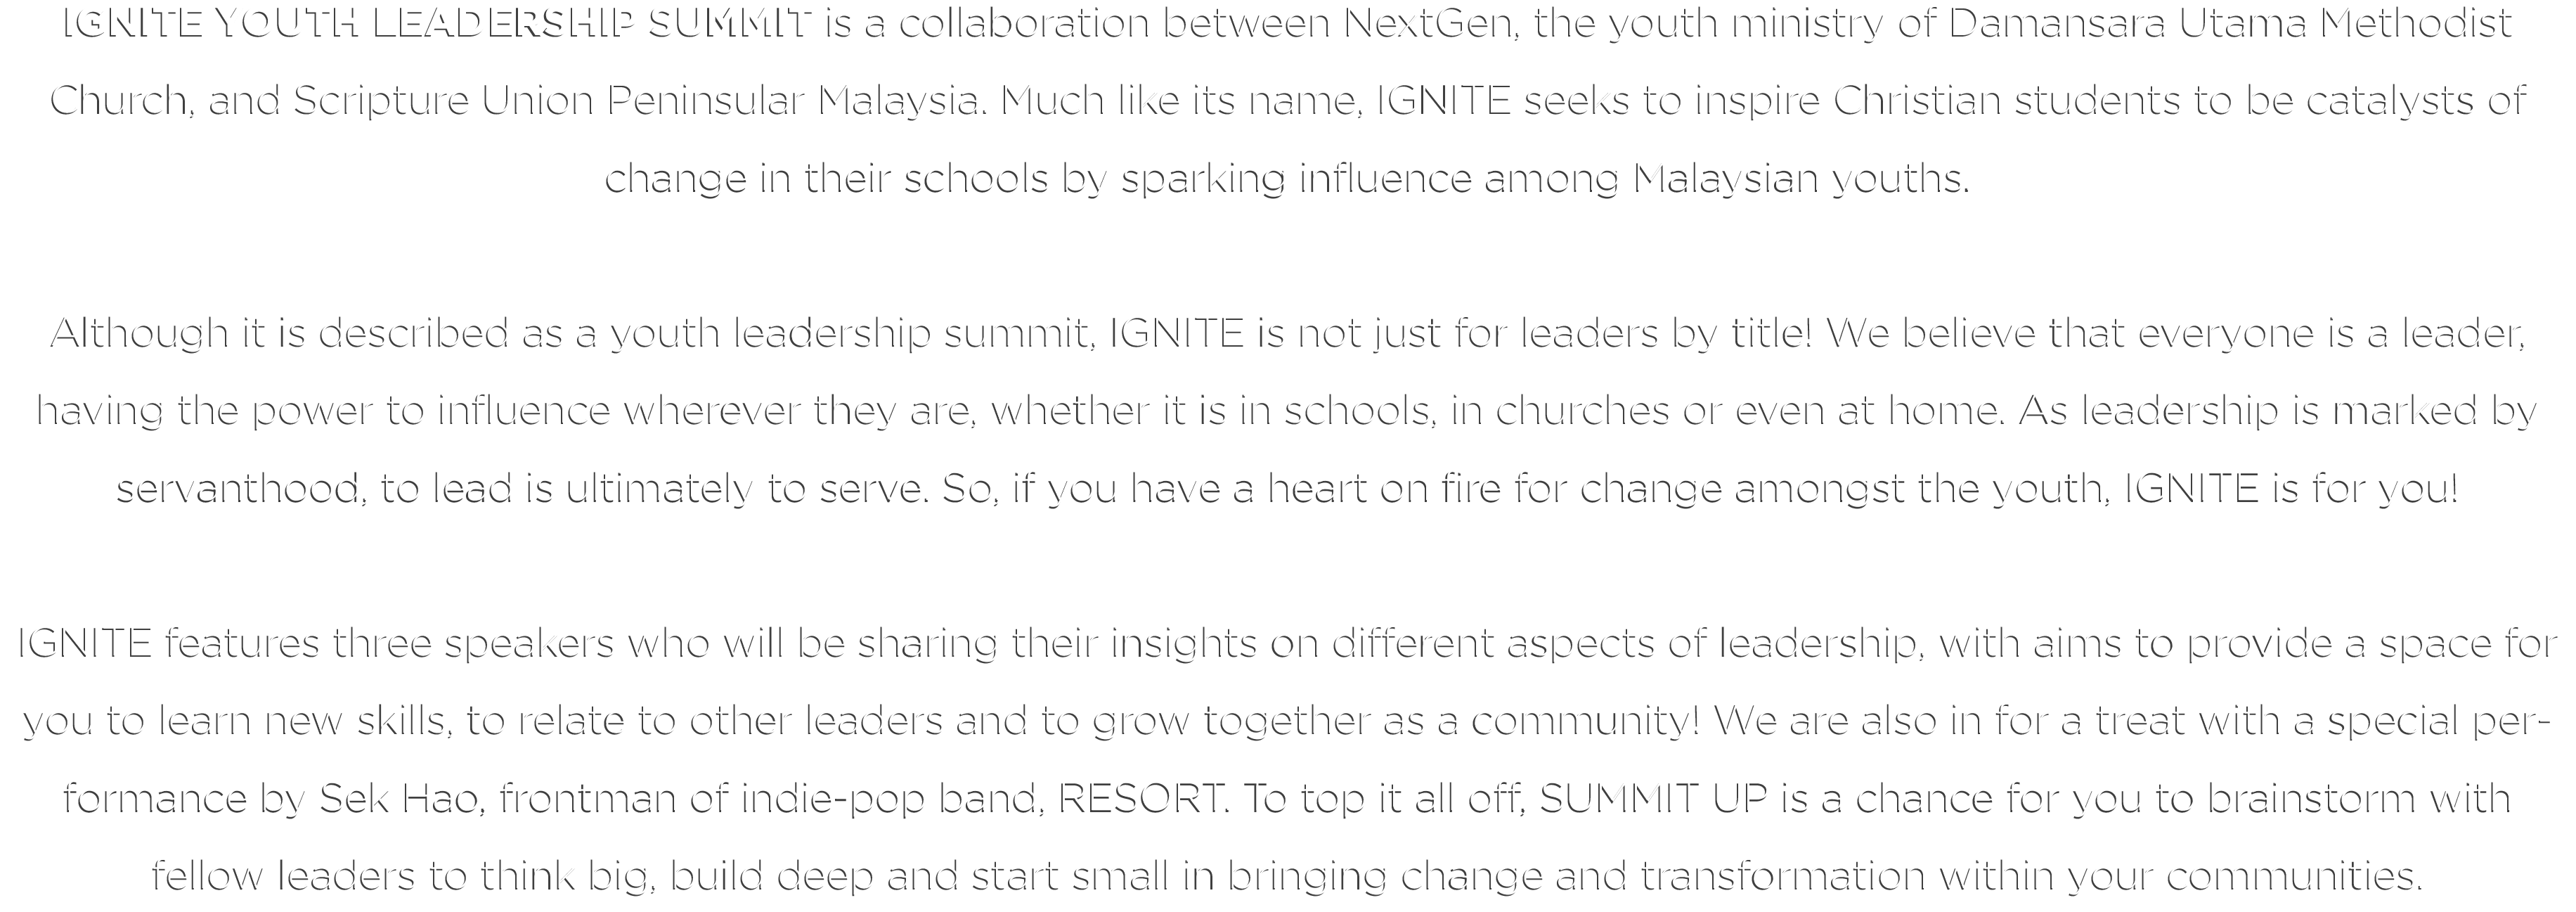 IGNITE YOUTH LEADERSHIP SUMMIT is a collaboration between NextGen, the youth ministry of Damansara Utama Methodist
Church, and Scripture Union Peninsular Malaysia. Much like its name, IGNITE seeks to inspire Christian students to be catalysts of
change in their schools by sparking influence among Malaysian youths.
Although it is described as a youth leadership summit, IGNITE is not just for leaders by title! We believe that everyone is a leader,
having the power to influence wherever they are, whether it is in schools, in churches or even at home. As leadership is marked by
servanthood, to lead is ultimately to serve. So, if you have a heart on fire for change amongst the youth, IGNITE is for you!
IGNITE features three speakers who will be sharing their insights on different aspects of leadership, with aims to provide a space for
you to learn new skills, to relate to other leaders and to grow together as a community! We are also in for a treat with a special per-
formance by Sek Hao, frontman of indie-pop band, RESORT. To top it all off, SUMMIT UP is a chance for you to brainstorm with
fellow leaders to think big, build deep and start small in bringing change and transformation within your communities.